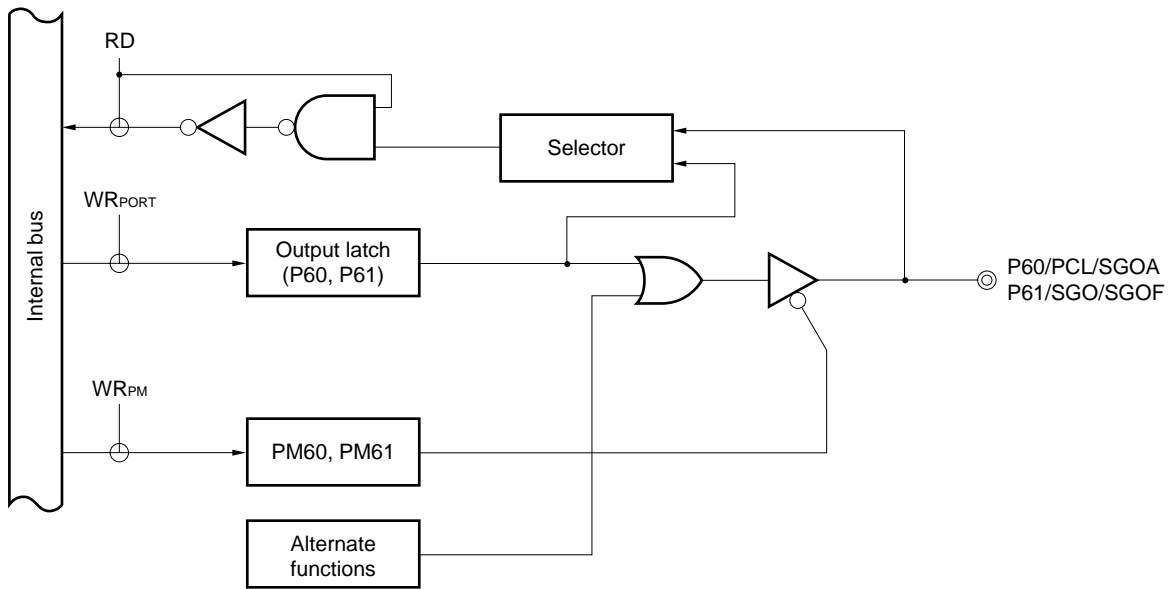 RD
Selector
WRPORT
Internal bus
Output latch
(P60, P61)
P60/PCL/SGOA
P61/SGO/SGOF
WRPM
PM60, PM61
Alternate
functions